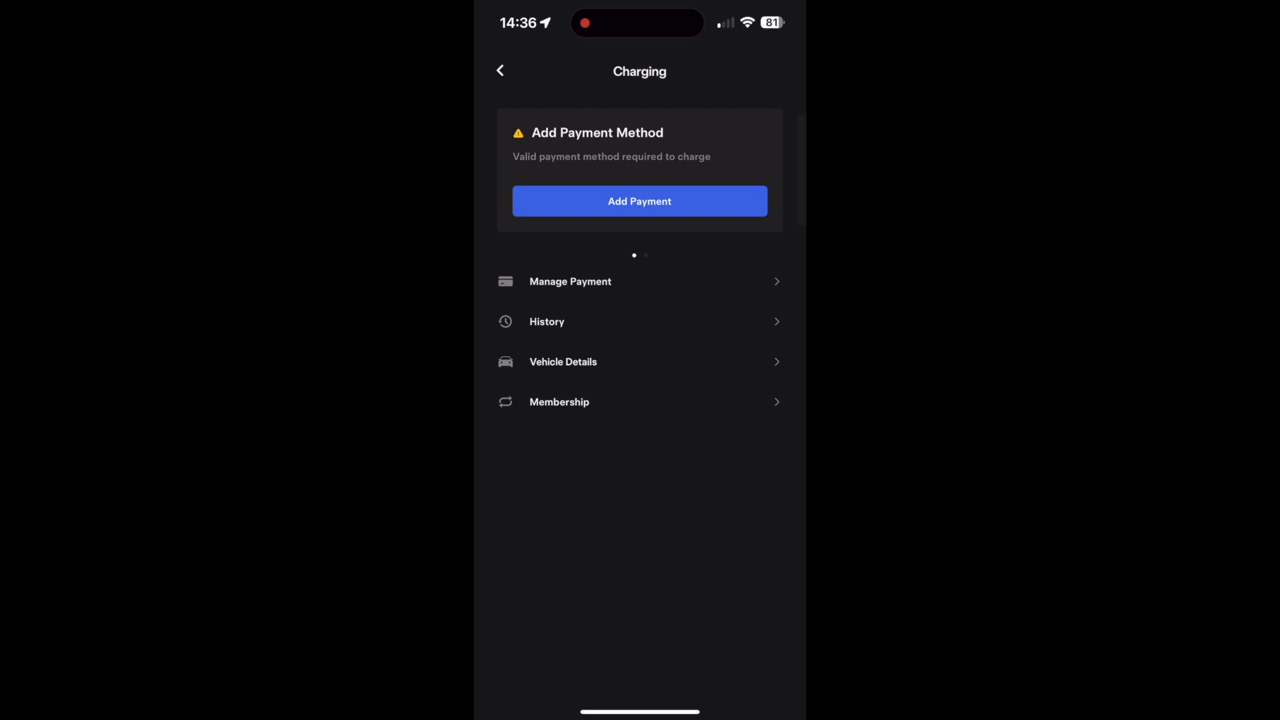 14:36
81
Charging
Add Payment Method
Valid payment method required to charge
Add Payment
Manage Payment
History
Vehicle Details
Membership